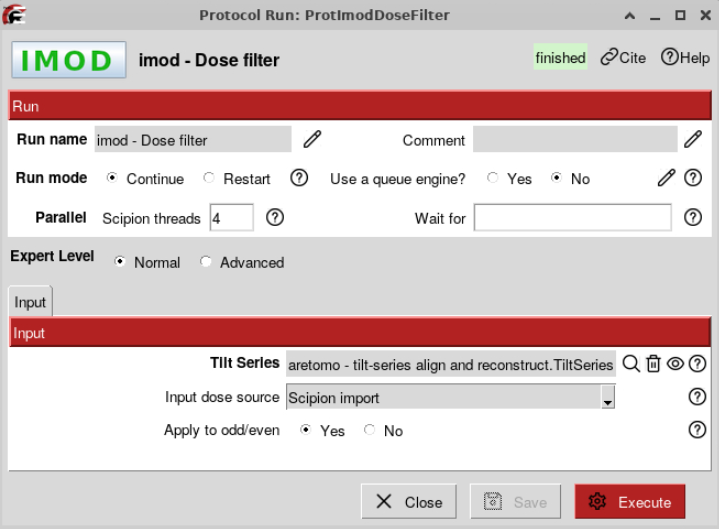 Protocol Run: ProtImodDoseFilter
IMOD imod - Dose filter finished Cite Help
Run
Run name imod - Dose filter Comment
Run mode Continue Restart Use a queue engine? Yes No
Parallel Scipion threads 4 Wait for
Expert Level Normal Advanced
Input
Input
Tilt Series aretomo - tilt-series align and reconstruct.TiltSeries
Input dose source Scipion import
Apply to odd/even Yes No
Close Save Execute